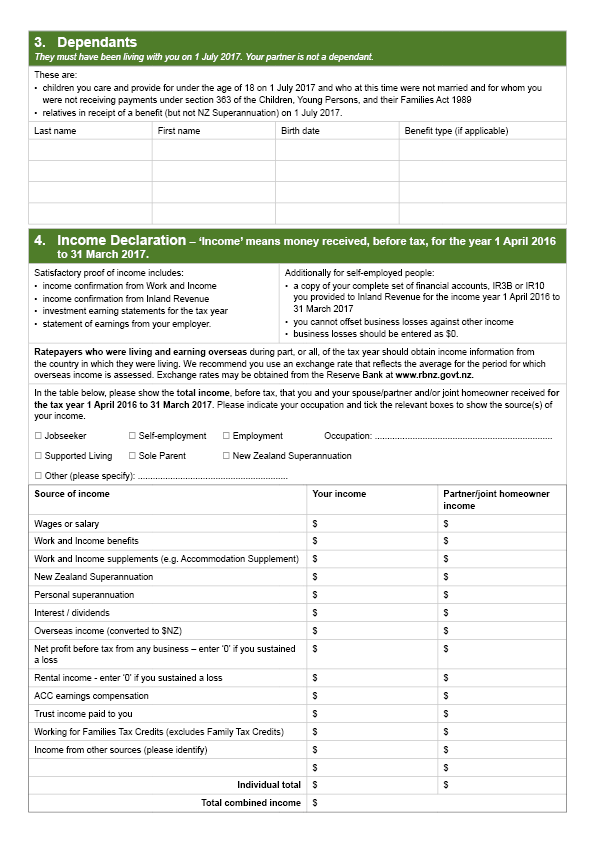 3. Dependants
They must have been living with you on 1 July 2017. Your partner is not a dependant.
These are:
• children you care and provide for under the age of 18 on 1 July 2017 and who at this time were not married and for whom you
were not receiving payments under section 363 of the Children, Young Persons, and their Families Act 1989
• relatives in receipt of a benefit (but not NZ Superannuation) on 1 July 2017.
Last name First name Birth date Benefit type (if applicable)
4. Income Declaration – ‘Income’ means money received, before tax, for the year 1 April 2016
to 31 March 2017.
Satisfactory proof of income includes:
• income confirmation from Work and Income
• income confirmation from Inland Revenue
• investment earning statements for the tax year
• statement of earnings from your employer.
Additionally for self-employed people:
• a copy of your complete set of financial accounts, IR3B or IR10
you provided to Inland Revenue for the income year 1 April 2016 to
31 March 2017
• you cannot offset business losses against other income
• business losses should be entered as $0.
Ratepayers who were living and earning overseas during part, or all, of the tax year should obtain income information from
the country in which they were living. We recommend you use an exchange rate that reflects the average for the period for which
overseas income is assessed. Exchange rates may be obtained from the Reserve Bank at www.rbnz.govt.nz.
In the table below, please show the total income, before tax, that you and your spouse/partner and/or joint homeowner received for
the tax year 1 April 2016 to 31 March 2017. Please indicate your occupation and tick the relevant boxes to show the source(s) of
your income.
☐ Jobseeker ☐ Self-employment ☐ Employment Occupation: ........................................................................
☐ Supported Living ☐ Sole Parent ☐ New Zealand Superannuation
☐ Other (please specify): .............................................................
Source of income Your income Partner/joint homeowner
income
Wages or salary $ $
Work and Income benefits $ $
Work and Income supplements (e.g. Accommodation Supplement) $ $
New Zealand Superannuation $ $
Personal superannuation $ $
Interest / dividends $ $
Overseas income (converted to $NZ) $ $
Net profit before tax from any business – enter ‘0’ if you sustained $ $
a loss
Rental income - enter ‘0’ if you sustained a loss $ $
ACC earnings compensation $ $
Trust income paid to you $ $
Working for Families Tax Credits (excludes Family Tax Credits) $ $
Income from other sources (please identify) $ $
$ $
Individual total $ $
Total combined income $